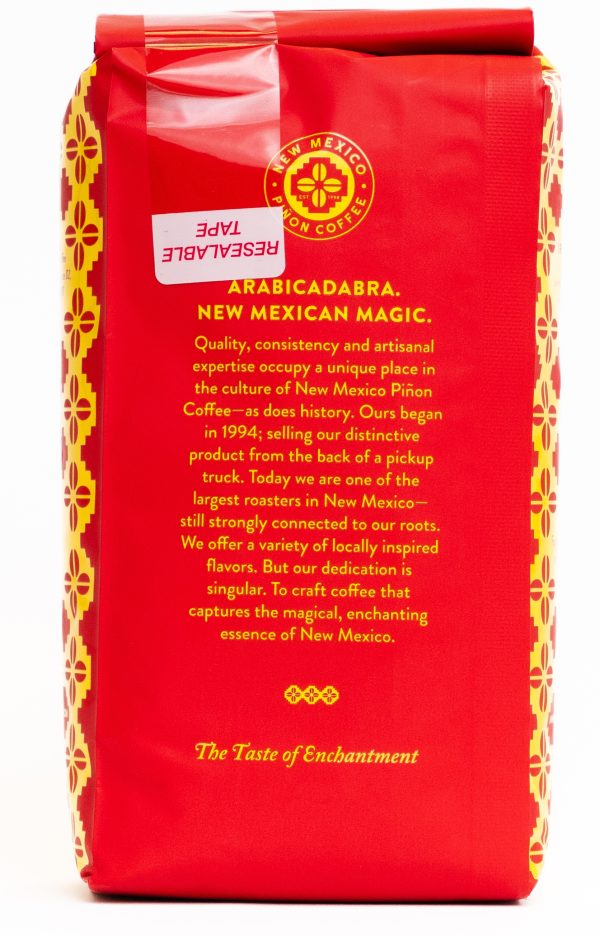 NEW MEXICO
EST 1994
PIÑON COFFEE
RESEALABLE
TAPE
ARABICADABRA.
NEW MEXICAN MAGIC.
Quality, consistency and artisanal
expertise occupy a unique place in
the culture of New Mexico Piñon
Coffee—as does history. Ours began
in 1994; selling our distinctive
product from the back of a pickup
truck. Today we are one of the
largest roasters in New Mexico—
still strongly connected to our roots.
We offer a variety of locally inspired
flavors. But our dedication is
singular. To craft coffee that
captures the magical, enchanting
essence of New Mexico.
The Taste of Enchantment